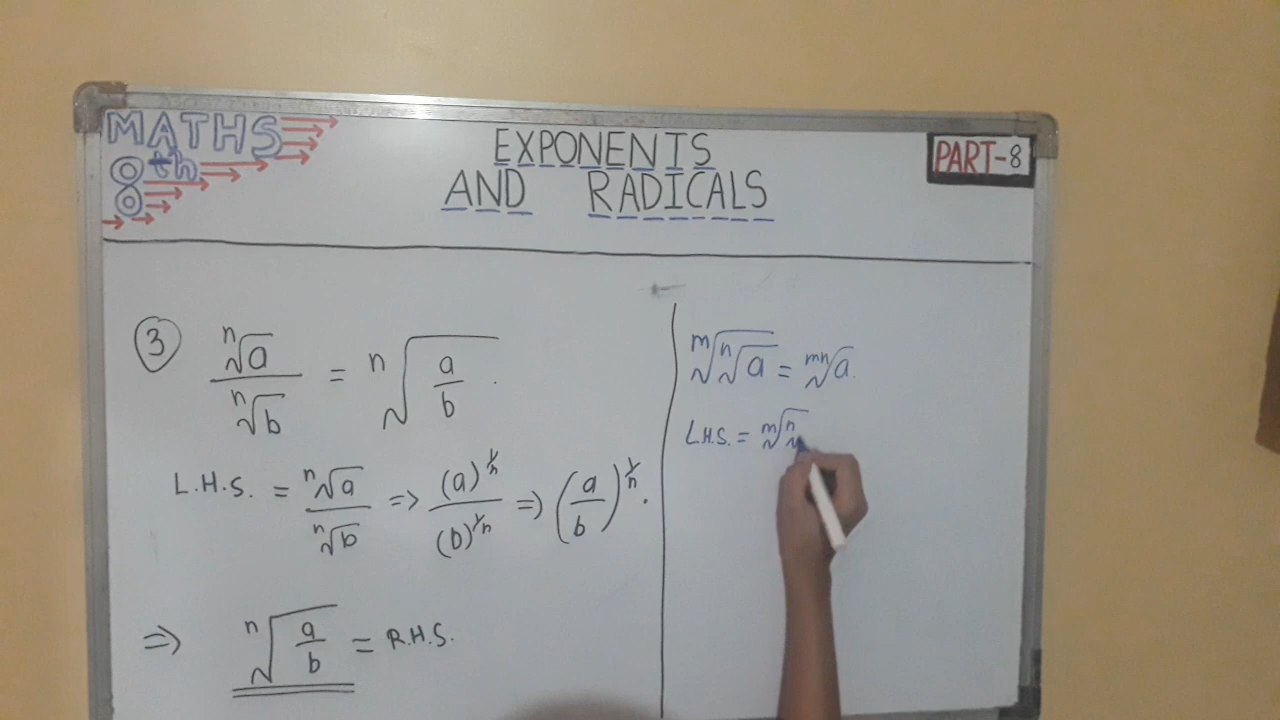 MATHS
8th
EXPONENTS
AND RADICALS
PART-8
③ ⁿ√a / ⁿ√b = ⁿ√(a/b).
L.H.S. = ⁿ√a / ⁿ√b => (a)^1/n / (b)^1/n => (a/b)^1/n.
=> ⁿ√(a/b) = R.H.S.
ᵐ√ⁿ√a = ᵐⁿ√a.
L.H.S. = ᵐ√ⁿ√